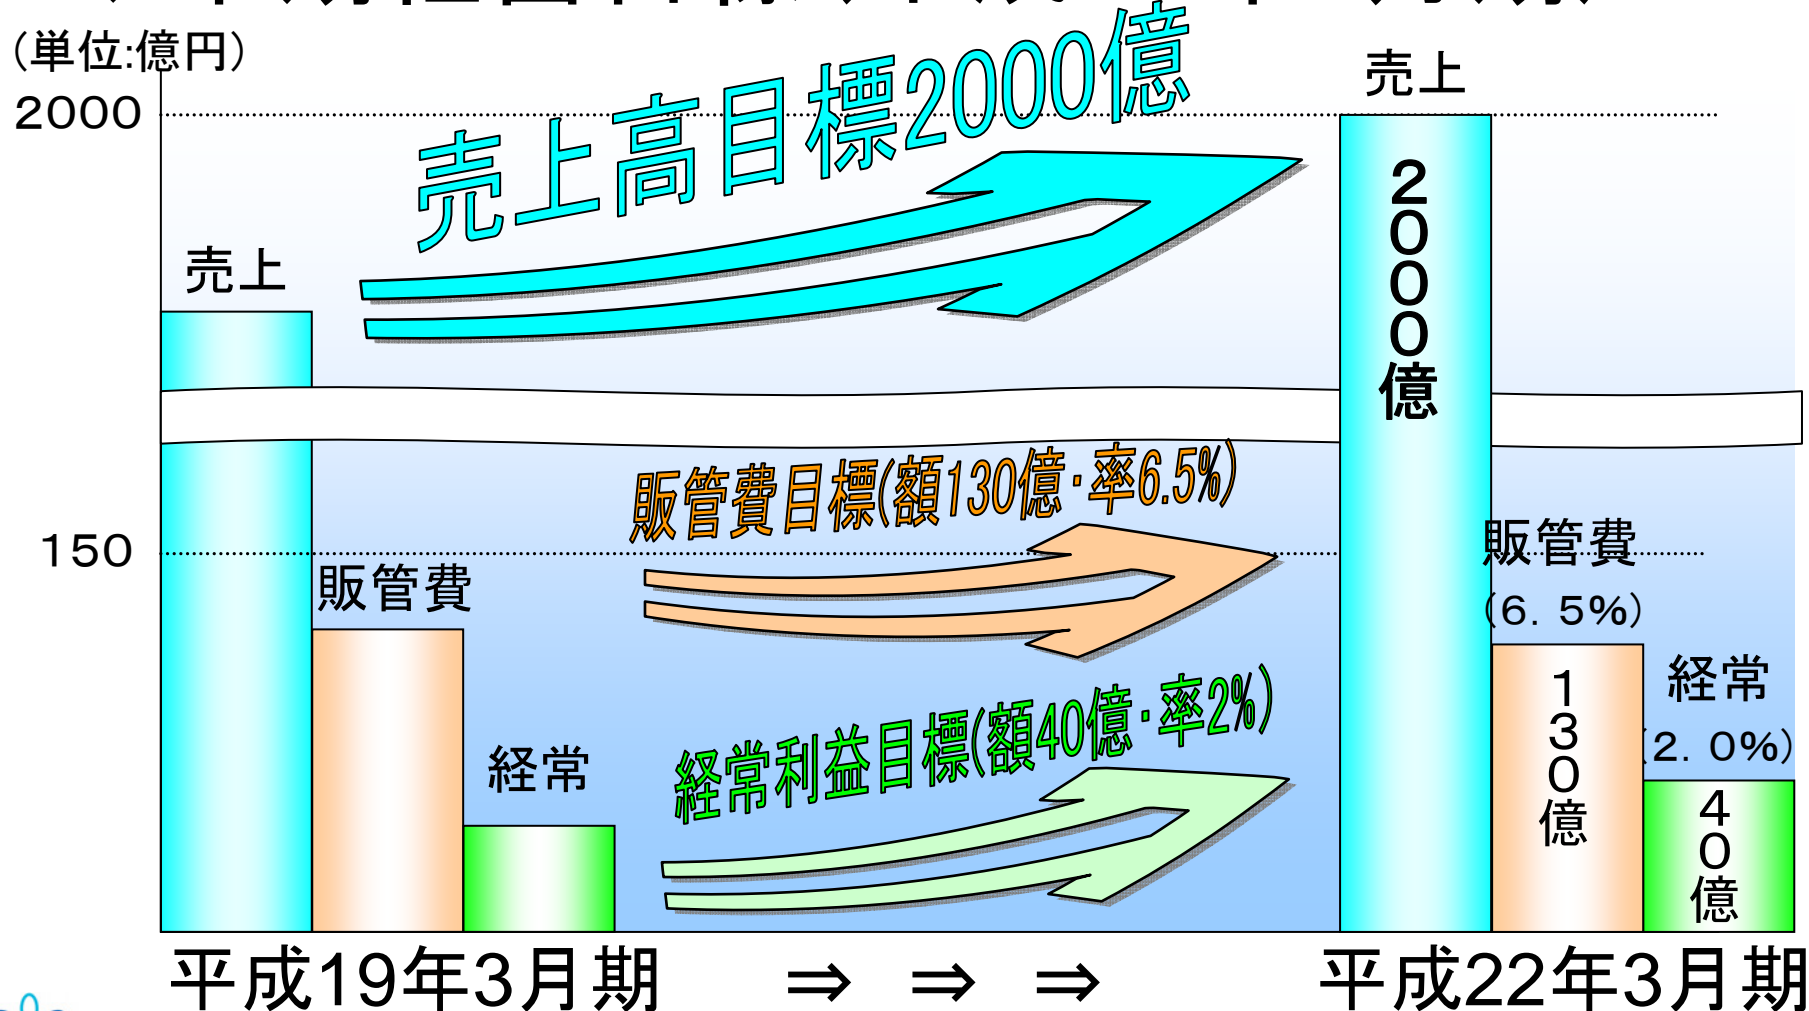 (単位:億円)
2000
売上高目標2000億
売上
売上
2000億
150
販管費目標(額130億・率6.5%)
販管費
販管費
(6.5%)
130億
経常利益目標(額40億・率2%)
経常
経常
(2.0%)
40億
平成19年3月期 ⇒ ⇒ ⇒ 平成22年3月期